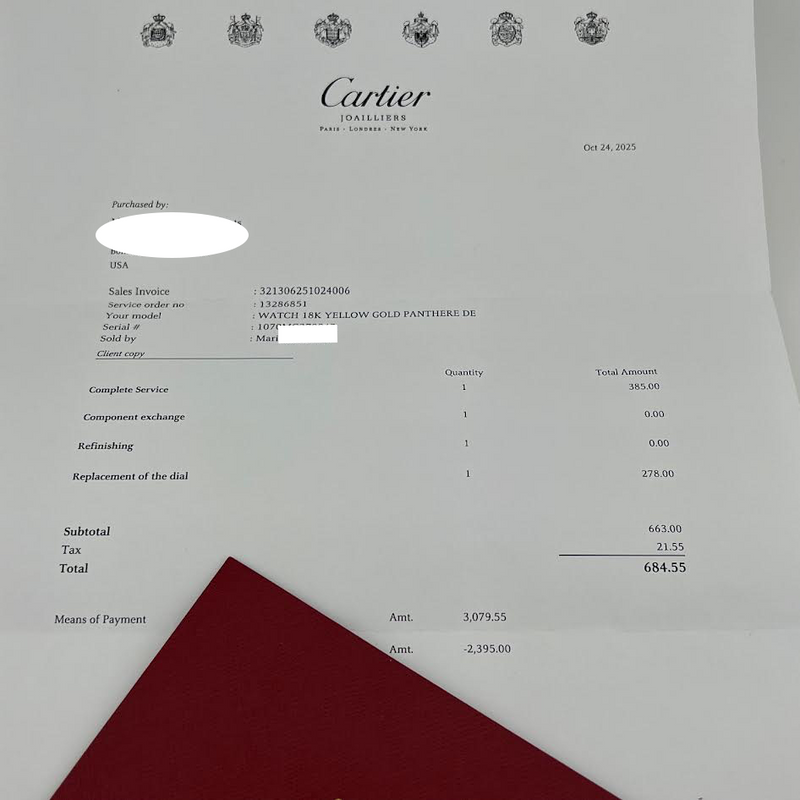 Cartier
JOAILLIERS
PARIS - LONDRES - NEW YORK
Oct 24, 2025
Purchased by:
USA
Sales Invoice : 321306251024006
Service order no : 13286851
Your model : WATCH 18K YELLOW GOLD PANTHERE DE
Serial # : 1070
Sold by : Mari
Client copy
Quantity Total Amount
Complete Service 1 385.00
Component exchange 1 0.00
Refinishing 1 0.00
Replacement of the dial 1 278.00
Subtotal 663.00
Tax 21.55
Total 684.55
Means of Payment Amt. 3,079.55
Amt. -2,395.00